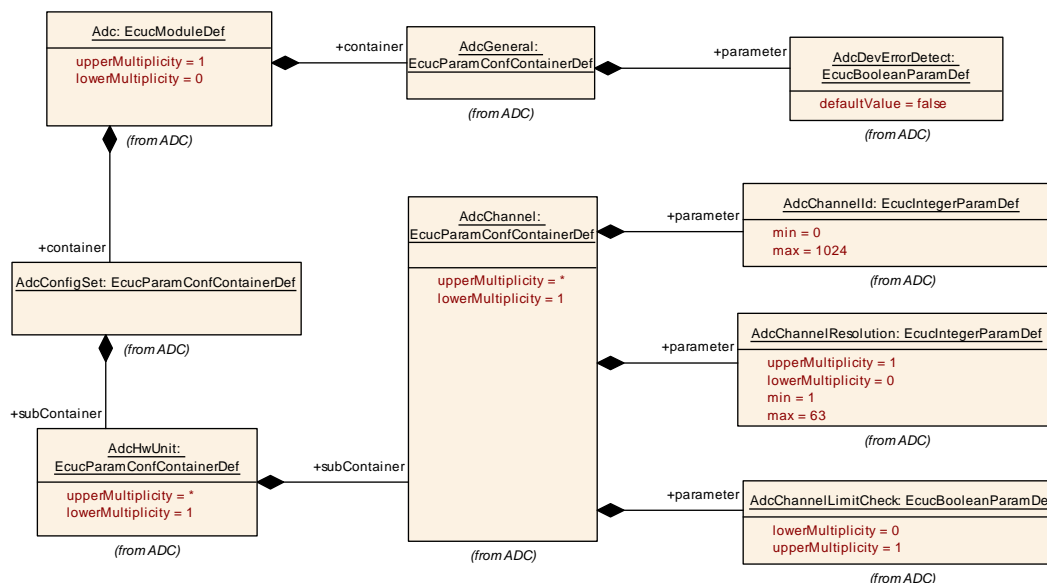 Adc: EcucModuleDef
upperMultiplicity = 1
lowerMultiplicity = 0
(from ADC)
+container
AdcGeneral:
EcucParamConfContainerDef
(from ADC)
+parameter
AdcDevErrorDetect:
EcucBooleanParamDef
defaultValue = false
(from ADC)
+container
AdcConfigSet: EcucParamConfContainerDef
(from ADC)
+subContainer
AdcHwUnit:
EcucParamConfContainerDef
upperMultiplicity = *
lowerMultiplicity = 1
(from ADC)
+subContainer
AdcChannel:
EcucParamConfContainerDef
upperMultiplicity = *
lowerMultiplicity = 1
(from ADC)
+parameter
AdcChannelId: EcucIntegerParamDef
min = 0
max = 1024
(from ADC)
+parameter
AdcChannelResolution: EcucIntegerParamDef
upperMultiplicity = 1
lowerMultiplicity = 0
min = 1
max = 63
(from ADC)
+parameter
AdcChannelLimitCheck: EcucBooleanParamDe
lowerMultiplicity = 0
upperMultiplicity = 1
(from ADC)